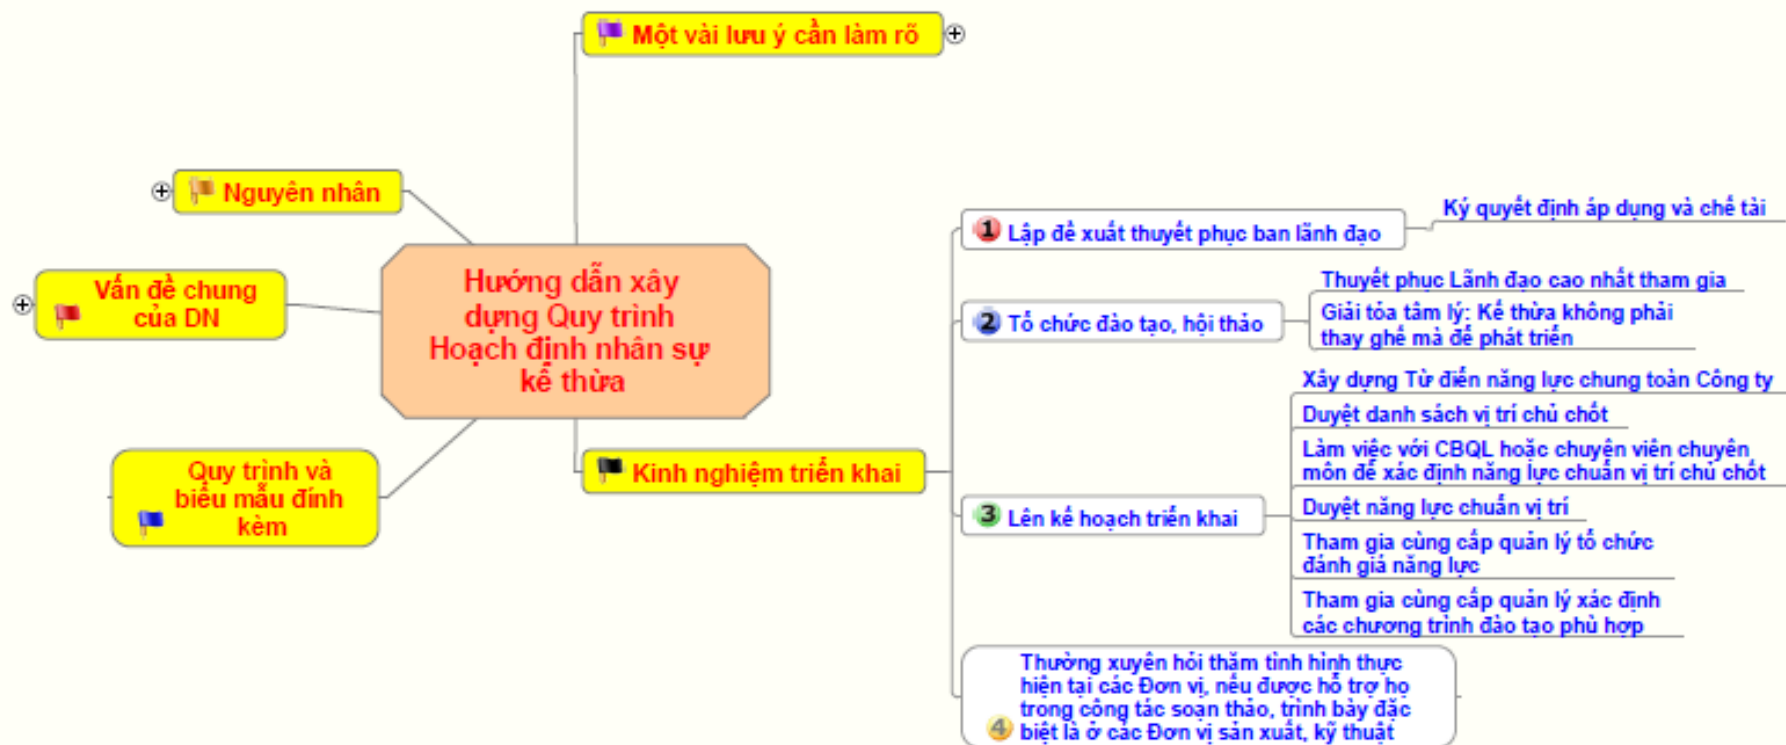 Một vài lưu ý cần làm rõ
Nguyên nhân
Vấn đề chung
của DN
Hướng dẫn xây
dựng Quy trình
Hoạch định nhân sự
kế thừa
Quy trình và
biểu mẫu đính
kèm
Kinh nghiệm triển khai
1 Lập đề xuất thuyết phục ban lãnh đạo
Ký quyết định áp dụng và chế tài
2 Tổ chức đào tạo, hội thảo
Thuyết phục Lãnh đạo cao nhất tham gia
Giải tỏa tâm lý: Kế thừa không phải
thay ghế mà để phát triển
3 Lên kế hoạch triển khai
Xây dựng Từ điển năng lực chung toàn Công ty
Duyệt danh sách vị trí chủ chốt
Làm việc với CBQL hoặc chuyên viên chuyên
môn để xác định năng lực chuẩn vị trí chủ chốt
Duyệt năng lực chuẩn vị trí
Tham gia cùng cấp quản lý tổ chức
đánh giá năng lực
Tham gia cùng cấp quản lý xác định
các chương trình đào tạo phù hợp
Thường xuyên hỏi thăm tình hình thực
hiện tại các Đơn vị, nếu được hỗ trợ họ
trong công tác soạn thảo, trình bày đặc
4 biệt là ở các Đơn vị sản xuất, kỹ thuật